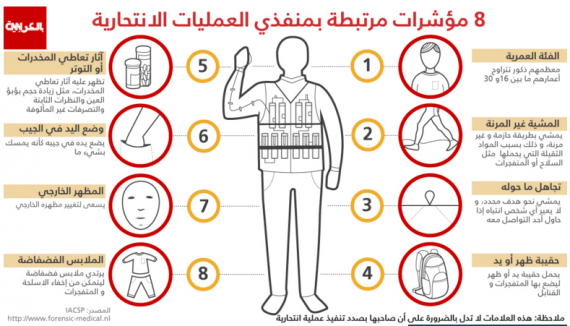 العربية
8 مؤشرات مرتبطة بمنفذي العمليات الانتحارية
1
الفئة العمرية
معظمهم ذكور تتراوح
أعمارهم ما بين 16و 30
2
المشية غير المرنة
يمشي بطريقة حازمة و غير
مرنة، و ذلك بسبب المواد
الثقيلة التي يحملها مثل
السلاح أو المتفجرات
3
تجاهل ما حوله
يمشي نحو هدف محدد، و
لا يعير أي شخص انتباه إذا
حاول أحد التواصل معه
4
حقيبة ظهر أو يد
يحمل حقيبة يد أو ظهر
ليضع بها المتفجرات و
القنابل
5
آثار تعاطي المخدرات
أو التوتر
تظهر عليه آثار تعاطي
المخدرات، مثل زيادة حجم بؤبؤ
العين والنظرات الثابتة
والتصرفات غير المألوفة
6
وضع اليد في الجيب
يضع يده في جيبه كأنه يمسك
بشيء ما
7
المظهر الخارجي
يسعى لتغيير مظهره الخارجي
8
الملابس الفضفاضة
يرتدي ملابس فضفاضة
ليتمكن من إخفاء الاسلحة
و المتفجرات
المصدر: IACSP
http://www.forensic-medical.nl
ملاحظة: هذه العلامات لا تدل بالضرورة على أن صاحبها بصدد تنفيذ عملية انتحارية